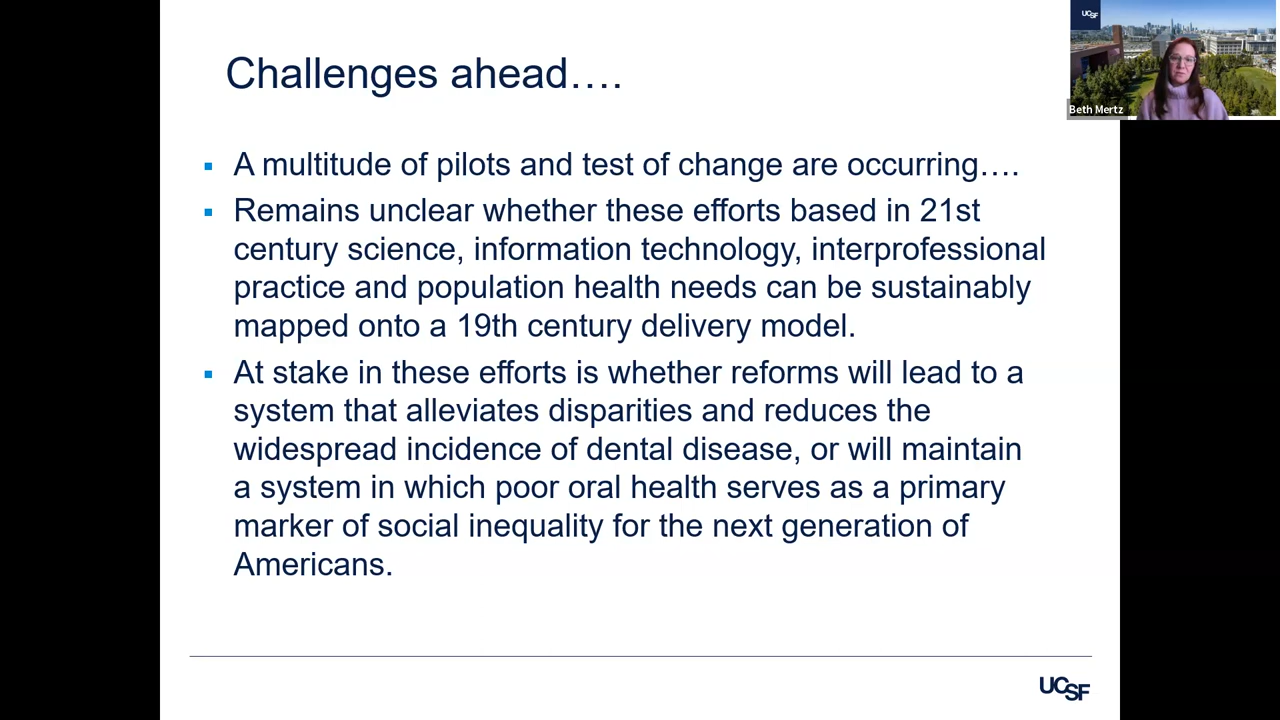 Challenges ahead….
UCSF
Beth Mertz
A multitude of pilots and test of change are occurring….
Remains unclear whether these efforts based in 21st
century science, information technology, interprofessional
practice and population health needs can be sustainably
mapped onto a 19th century delivery model.
At stake in these efforts is whether reforms will lead to a
system that alleviates disparities and reduces the
widespread incidence of dental disease, or will maintain
a system in which poor oral health serves as a primary
marker of social inequality for the next generation of
Americans.
UCSF